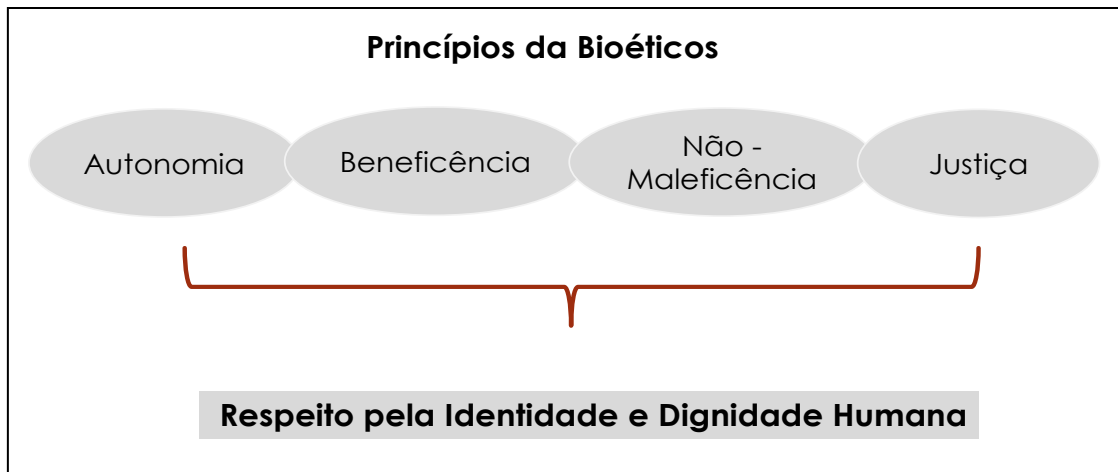 Princípios da Bioéticos
Autonomia
Beneficência
Não -
Maleficência
Justiça
Respeito pela Identidade e Dignidade Humana